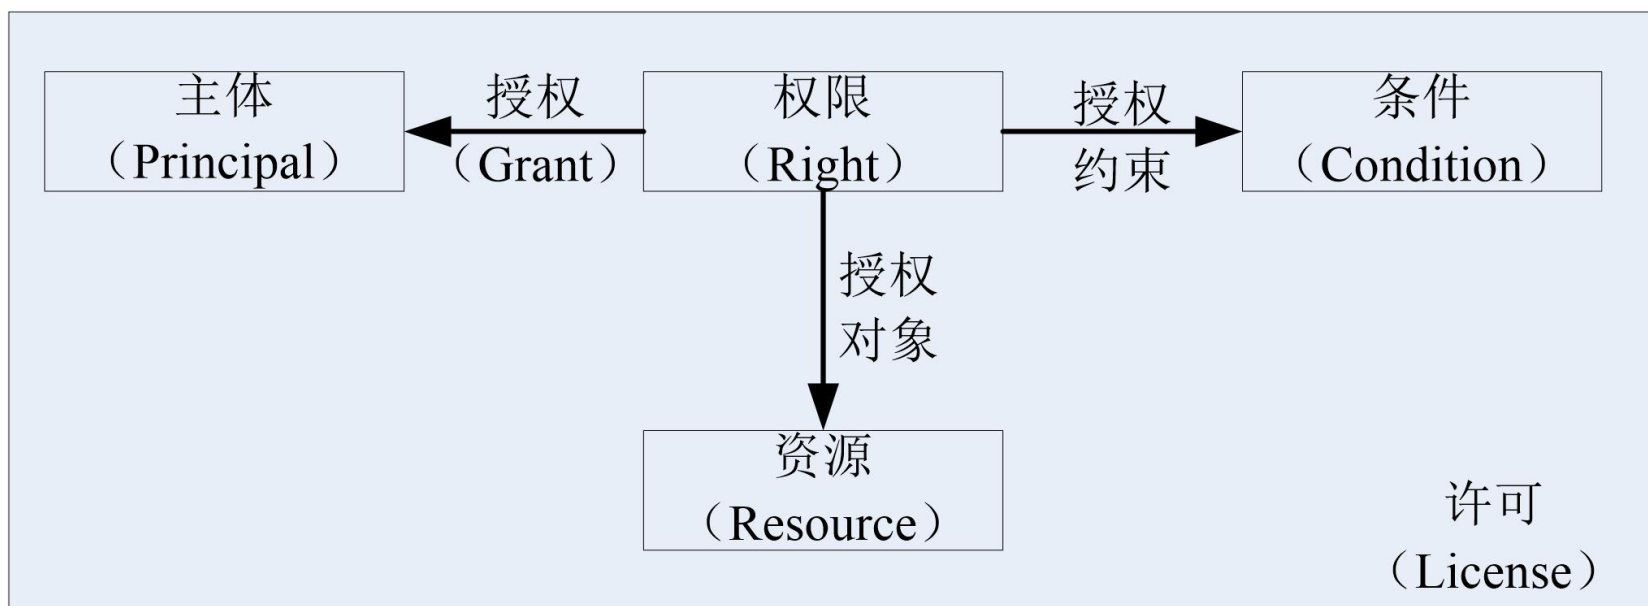 主体
（Principal）
授权
（Grant）
权限
（Right）
授权
约束
条件
（Condition）
授权
对象
资源
（Resource）
许可
（License）